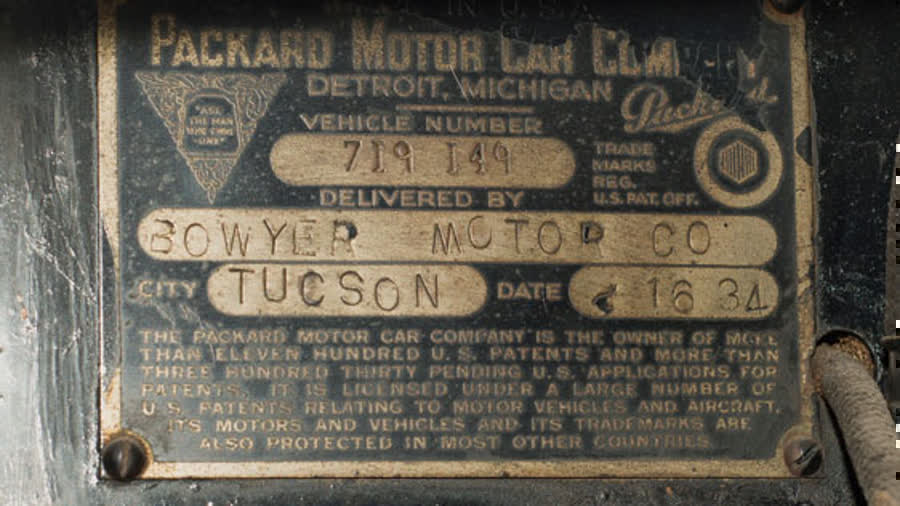 IN U.S.A.
PACKARD MOTOR CAR COMPANY
DETROIT, MICHIGAN
Packard
"ASK
THE MAN
WHO OWNS
ONE"
VEHICLE NUMBER
719 149
TRADE
MARKS
REG.
U.S. PAT. OFF.
DELIVERED BY
BOWYER MOTOR CO
CITY TUCSON DATE 16 34
THE PACKARD MOTOR CAR COMPANY IS THE OWNER OF MORE
THAN ELEVEN HUNDRED U.S. PATENTS AND MORE THAN
THREE HUNDRED THIRTY PENDING U.S. APPLICATIONS FOR
PATENTS. IT IS LICENSED UNDER A LARGE NUMBER OF
U.S. PATENTS RELATING TO MOTOR VEHICLES AND AIRCRAFT.
ITS MOTORS AND VEHICLES AND ITS TRADEMARKS ARE
ALSO PROTECTED IN MOST OTHER COUNTRIES.